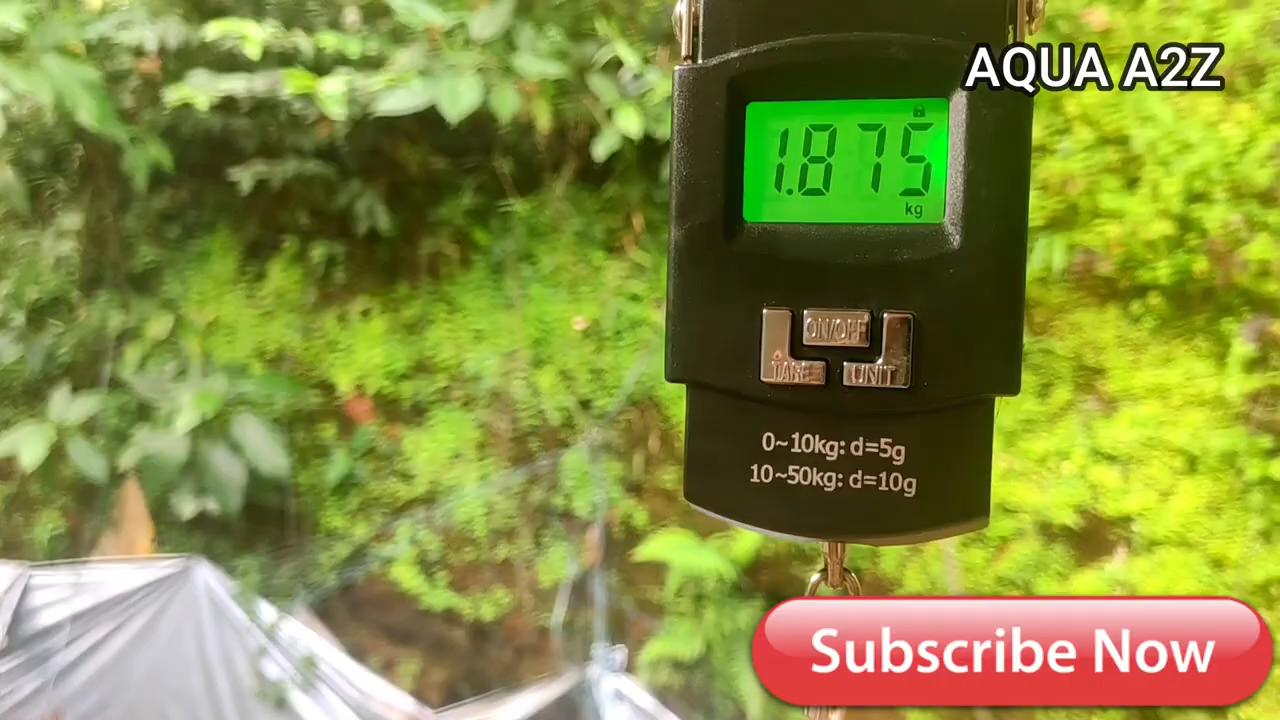 AQUA A2Z
1.875
kg
ON/OFF
TARE UNIT
0~10kg: d=5g
10~50kg: d=10g
Subscribe Now